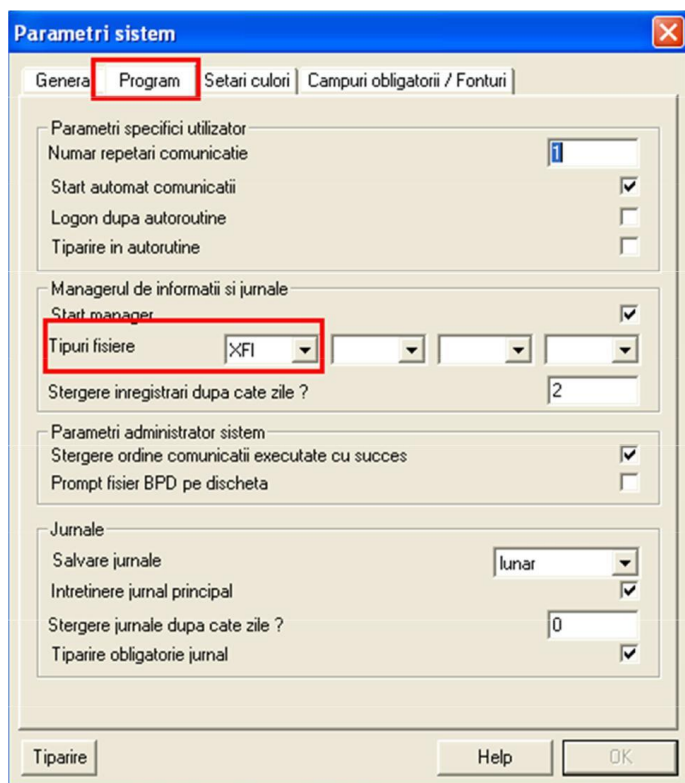 Parametri sistem
Genera Program Setari culori Campuri obligatorii / Fonturi
Parametri specifici utilizator
Numar repetari comunicatie 1
Start automat comunicatii
Logon dupa autoroutine
Tiparire in autorutine
Managerul de informatii si jurnale
Start manager
Tipuri fisiere XFI
Stergere inregistrari dupa cate zile ? 2
Parametri administrator sistem
Stergere ordine comunicatii executate cu succes
Prompt fisier BPD pe discheta
Jurnale
Salvare jurnale lunar
Intretinere jurnal principal
Stergere jurnale dupa cate zile ? 0
Tiparire obligatorie jurnal
Tiparire Help OK